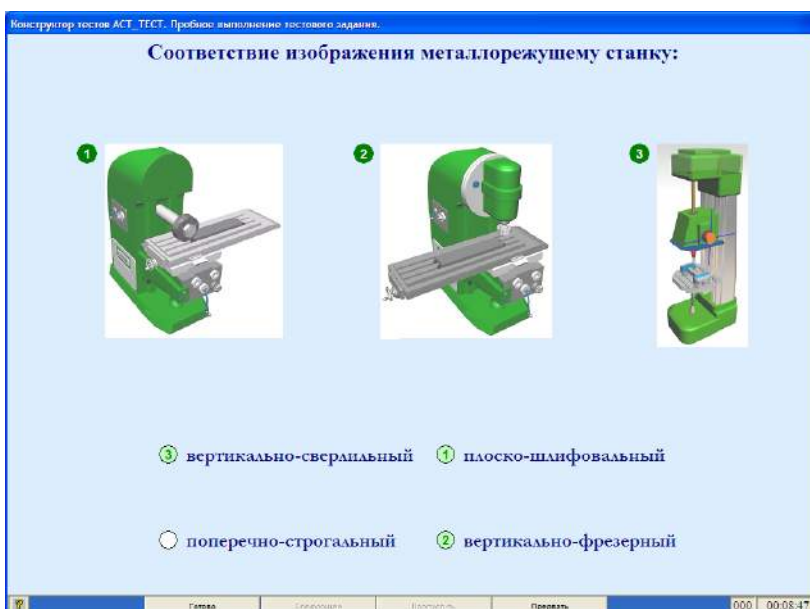 Конструктор тестов АСТ_ТЕСТ. Пробное выполнение тестового задания.
Соответствие изображения металлорежушему станку:
1 2 3
3 вертикально-сверлильный 1 плоско-шлифовальный
поперечно-строгальный 2 вертикально-фрезерный
Готово Прервать 000 00:08:47